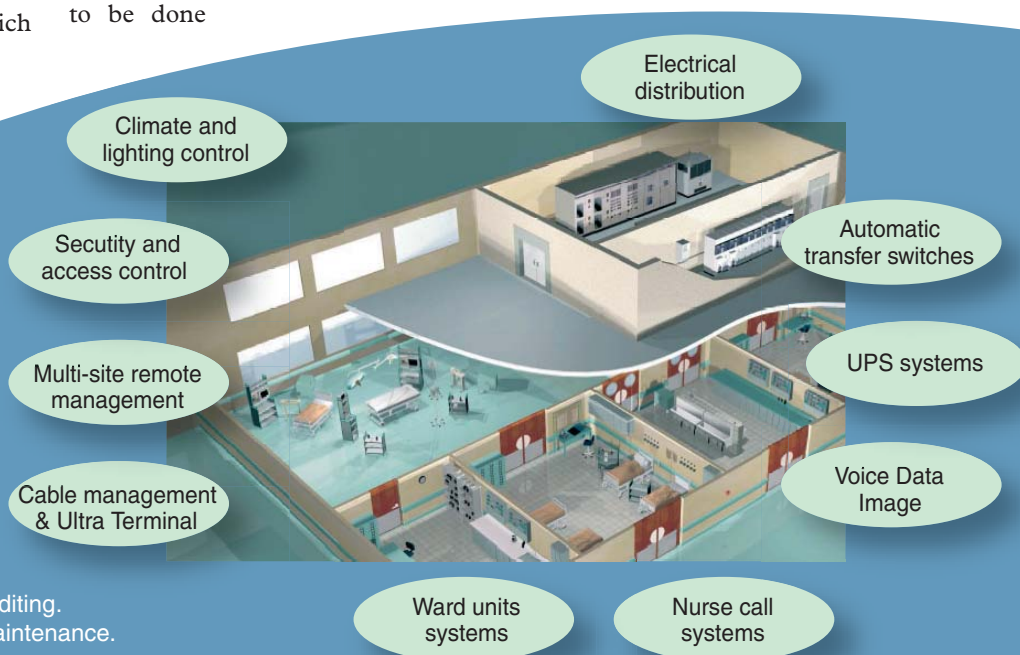 ich
to be done
Electrical
distribution
Climate and
lighting control
Secutity and
access control
Automatic
transfer switches
Multi-site remote
management
UPS systems
Cable management
& Ultra Terminal
Voice Data
Image
diting.
aintenance.
Ward units
systems
Nurse call
systems